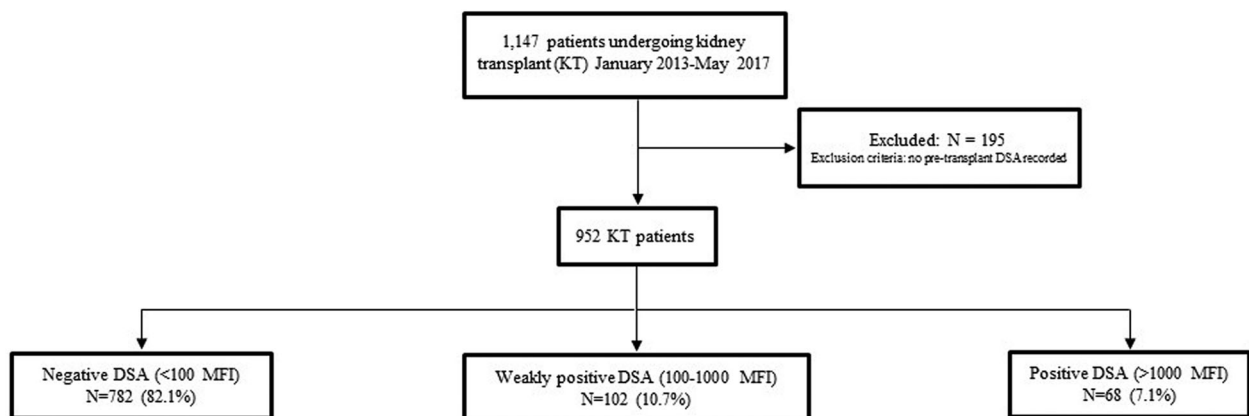 1,147 patients undergoing kidney
transplant (KT) January 2013-May 2017
Excluded: N = 195
Exclusion criteria: no pre-transplant DSA recorded
952 KT patients
Negative DSA (<100 MFI)
N=782 (82.1%)
Weakly positive DSA (100-1000 MFI)
N=102 (10.7%)
Positive DSA (>1000 MFI)
N=68 (7.1%)